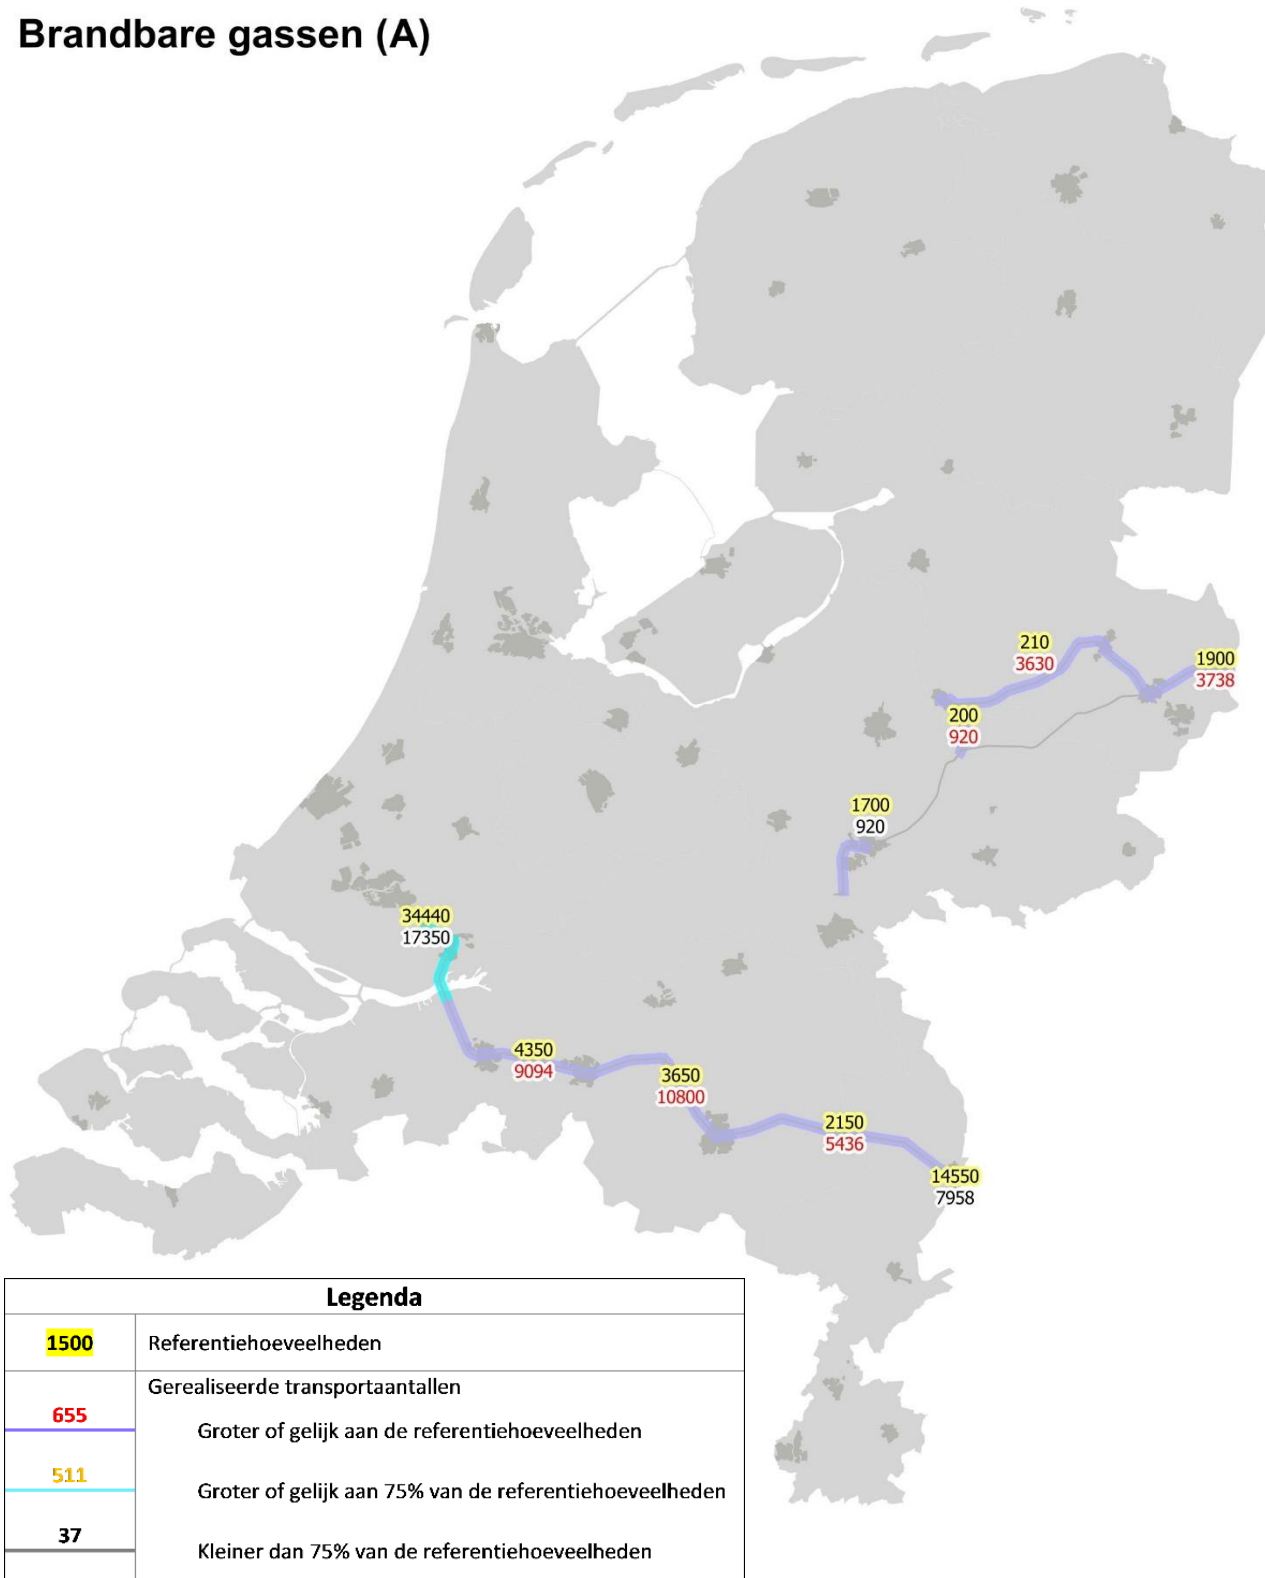 Brandbare gassen (A)
210
3630
1900
3738
200
920
1700
920
34440
17350
4350
9094
3650
10800
2150
5436
14550
7958
Legenda
1500 Referentiehoeveelheden
Gerealiseerde transportaantallen
655 Groter of gelijk aan de referentiehoeveelheden
511 Groter of gelijk aan 75% van de referentiehoeveelheden
37 Kleiner dan 75% van de referentiehoeveelheden